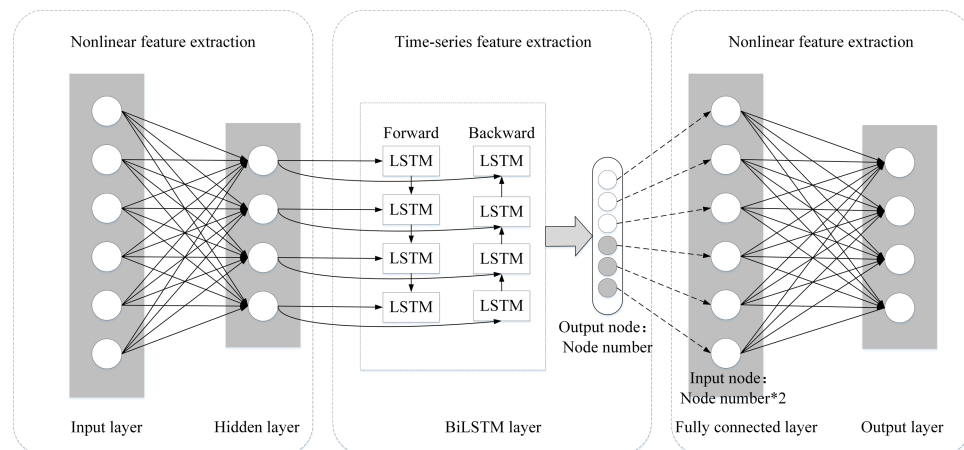 Nonlinear feature extraction
Time-series feature extraction
Nonlinear feature extraction
Forward
Backward
LSTM
LSTM
LSTM
LSTM
LSTM
LSTM
LSTM
LSTM
Output node：
Node number
Input node：
Node number*2
Input layer
Hidden layer
BiLSTM layer
Fully connected layer
Output layer